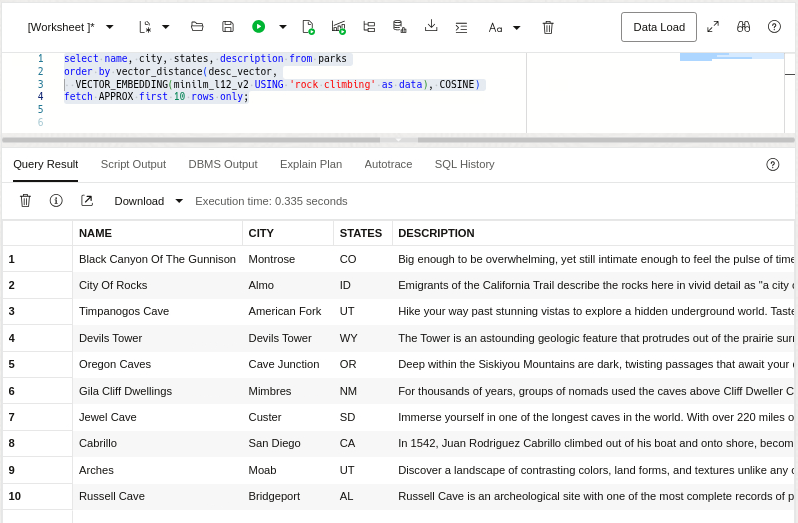 [Worksheet ]*
Aa
Data Load
1 select name, city, states, description from parks
2 order by vector_distance(desc_vector,
3 VECTOR_EMBEDDING(minilm_l12_v2 USING 'rock climbing' as data), COSINE)
4 fetch APPROX first 10 rows only;
5
6
Query Result Script Output DBMS Output Explain Plan Autotrace SQL History
Download Execution time: 0.335 seconds
NAME CITY STATES DESCRIPTION
1 Black Canyon Of The Gunnison Montrose CO Big enough to be overwhelming, yet still intimate enough to feel the pulse of time
2 City Of Rocks Almo ID Emigrants of the California Trail describe the rocks here in vivid detail as "a city
3 Timpanogos Cave American Fork UT Hike your way past stunning vistas to explore a hidden underground world. Taste
4 Devils Tower Devils Tower WY The Tower is an astounding geologic feature that protrudes out of the prairie
5 Oregon Caves Cave Junction OR Deep within the Siskiyou Mountains are dark, twisting passages that await your
6 Gila Cliff Dwellings Mimbres NM For thousands of years, groups of nomads used the caves above Cliff Dweller
7 Jewel Cave Custer SD Immerse yourself in one of the longest caves in the world. With over 220 miles
8 Cabrillo San Diego CA In 1542, Juan Rodriguez Cabrillo climbed out of his boat and onto shore,
9 Arches Moab UT Discover a landscape of contrasting colors, land forms, and textures unlike any
10 Russell Cave Bridgeport AL Russell Cave is an archeological site with one of the most complete records of